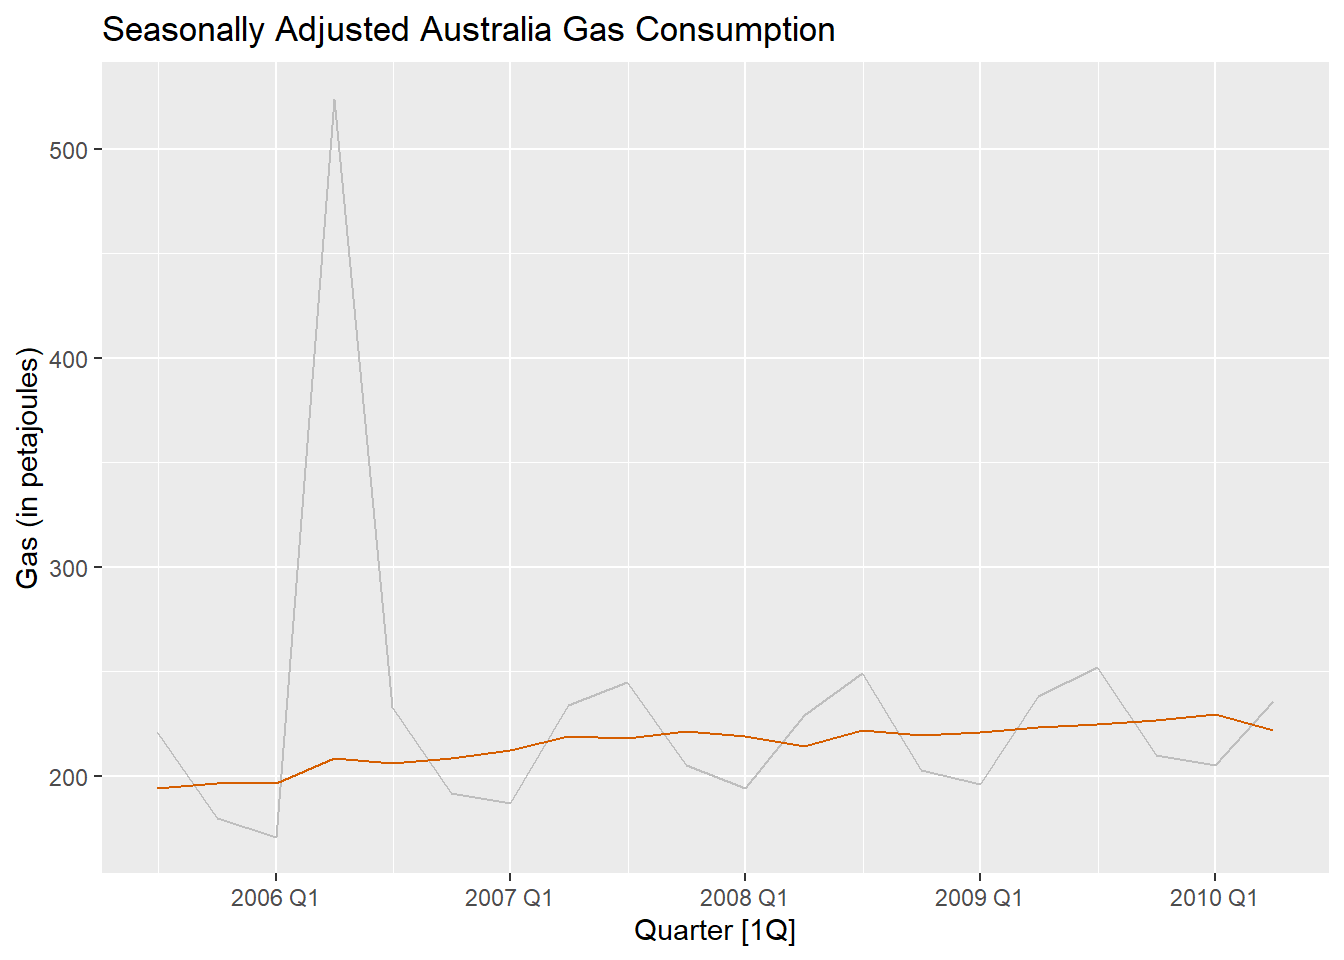 Seasonally Adjusted Australia Gas Consumption
Gas (in petajoules)
500
400
300
200
2006 Q1
2007 Q1
2008 Q1
2009 Q1
2010 Q1
Quarter [1Q]